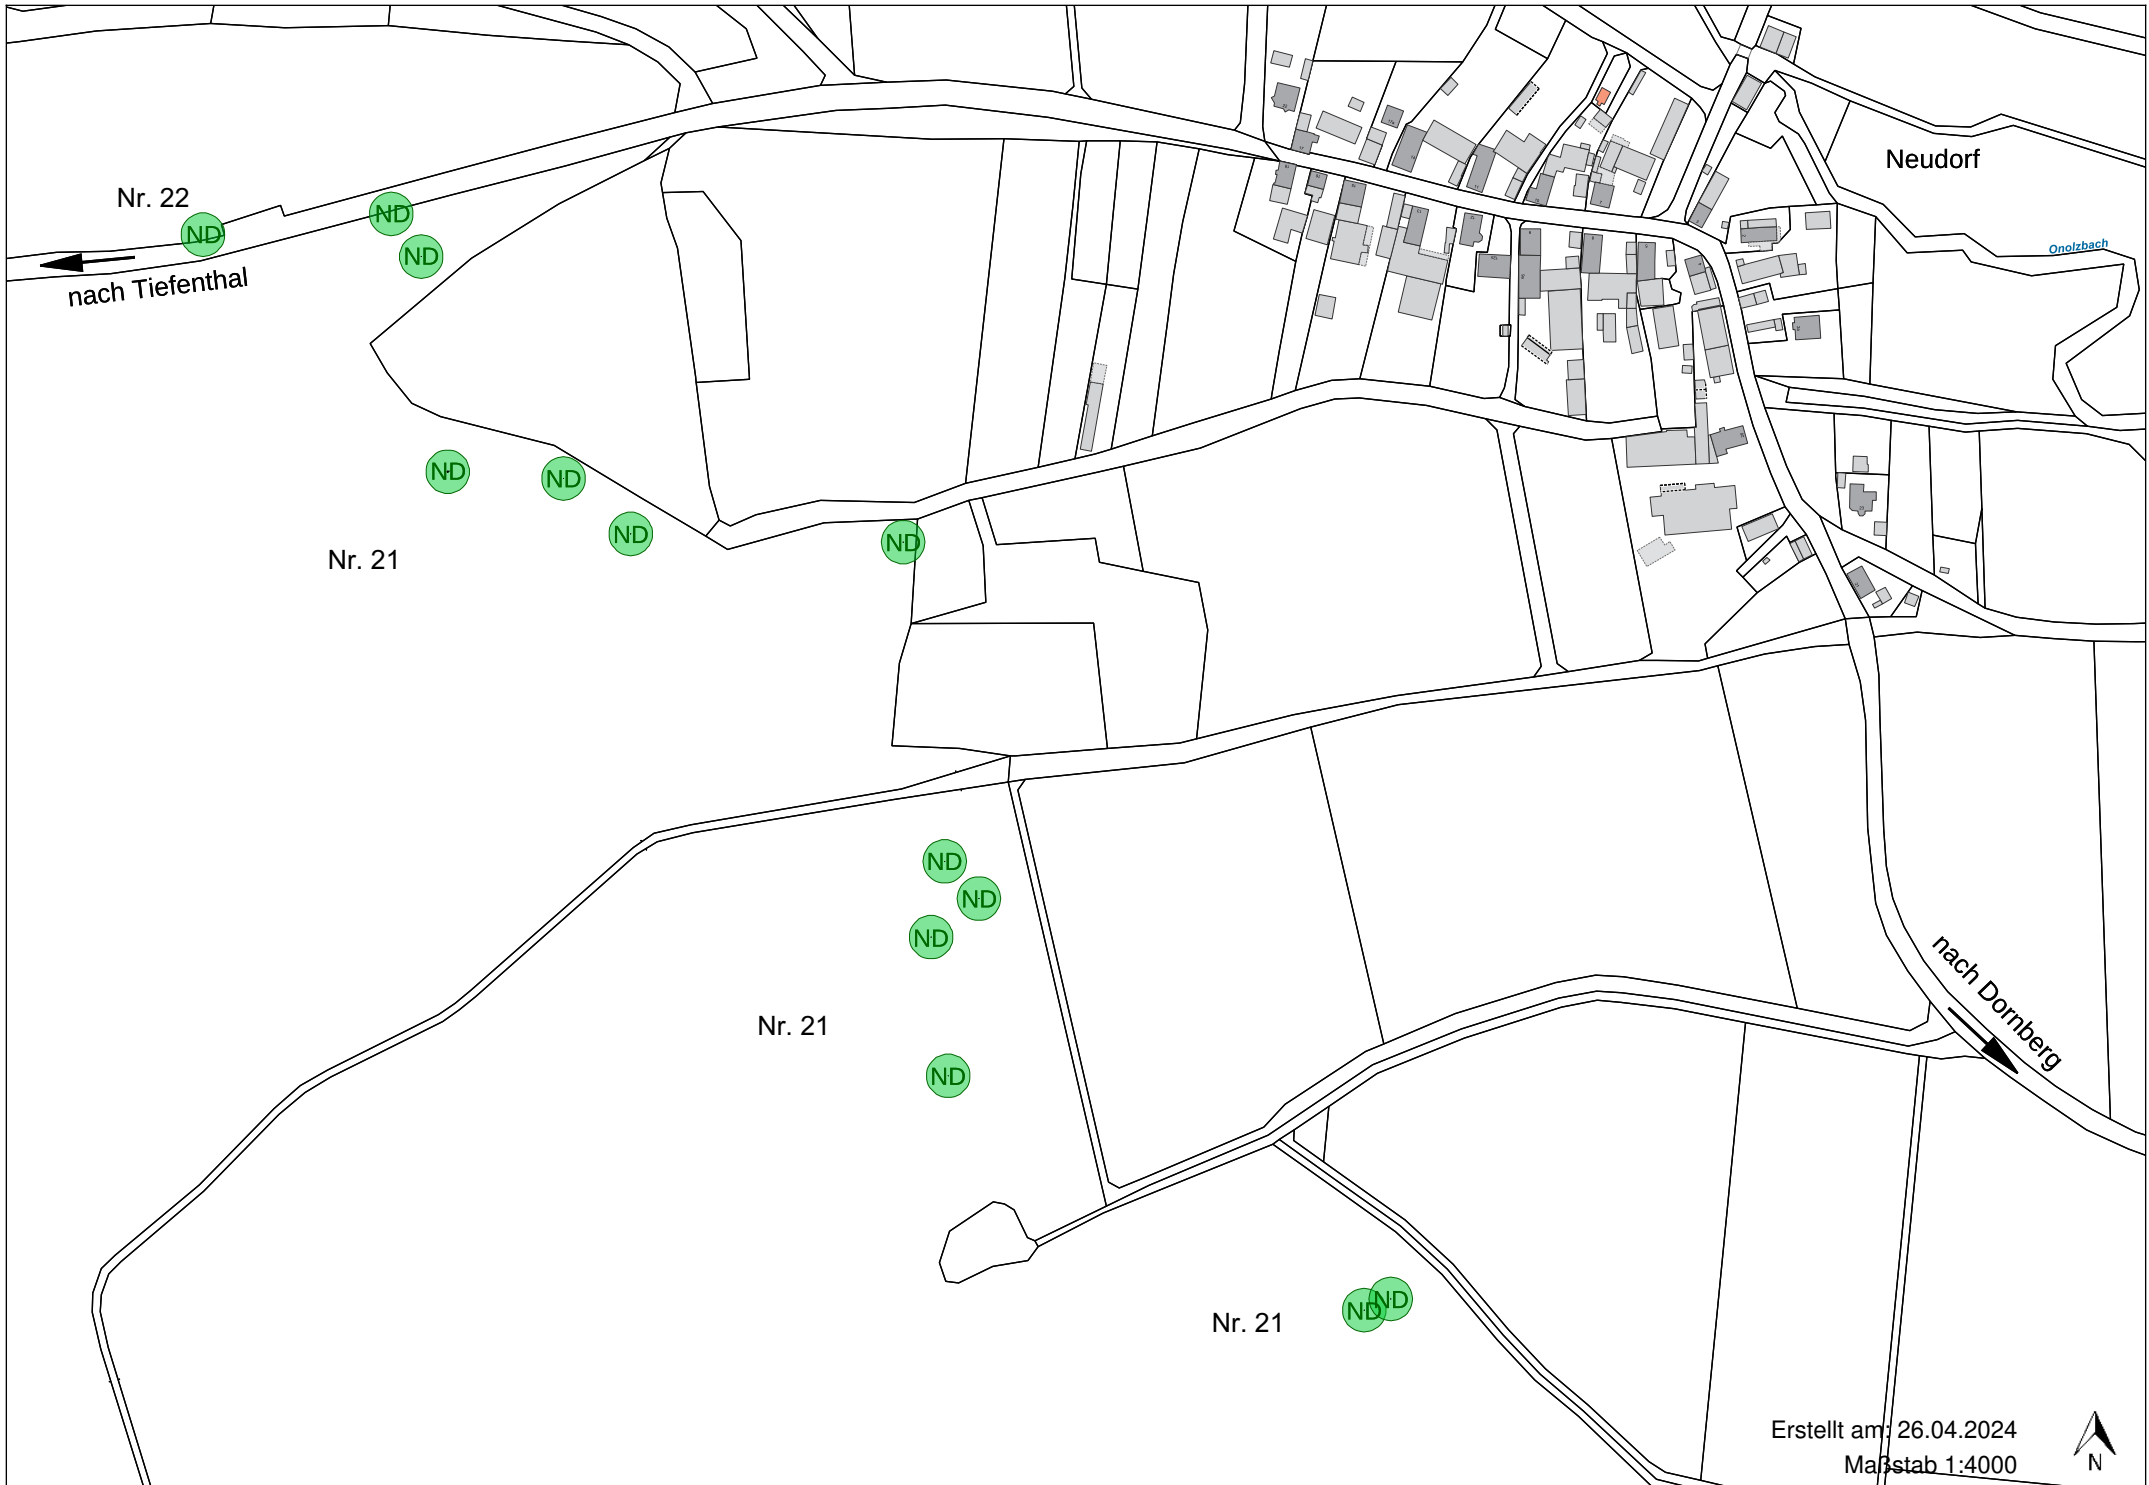 Neudorf
Nr. 22
ND
ND
ND
Onolzbach
nach Tiefenthal
ND
ND
ND
ND
Nr. 21
ND
ND
ND
nach Dornberg
Nr. 21
ND
ND
ND
Nr. 21
Erstellt am: 26.04.2024
Maßstab 1:4000
N